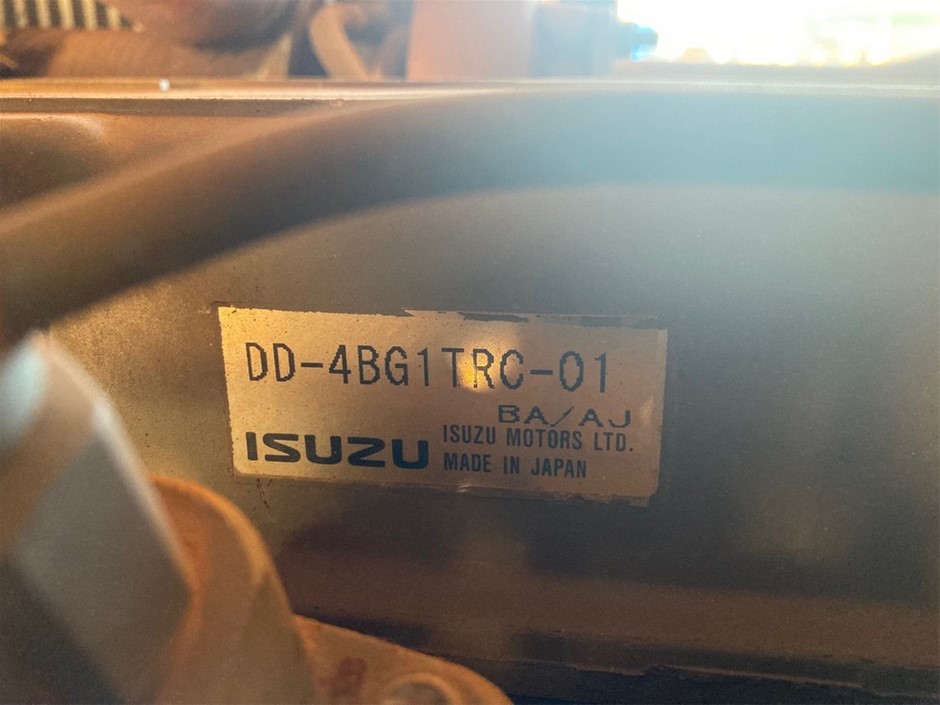 DD-4BG1TRC-01
BA/AJ
ISUZU
ISUZU MOTORS LTD.
MADE IN JAPAN